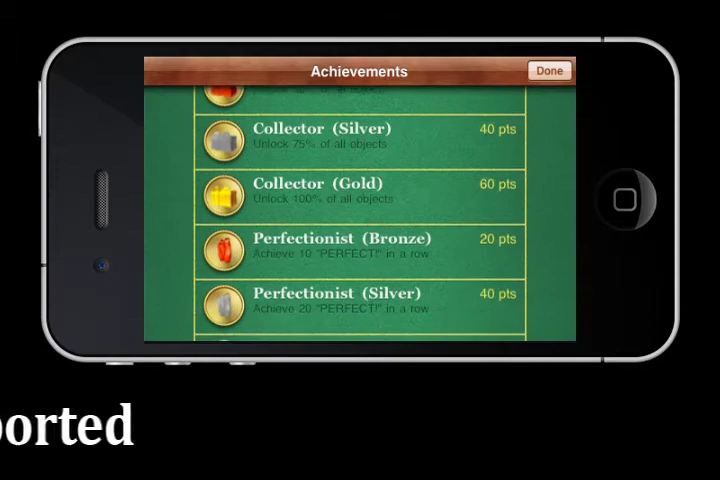 Achievements
Done
Collector (Silver)
40 pts
Unlock 75% of all objects
Collector (Gold)
60 pts
Unlock 100% of all objects
Perfectionist (Bronze)
20 pts
Achieve 10 "PERFECT!" in a row
Perfectionist (Silver)
40 pts
Achieve 20 "PERFECT!" in a row
ported